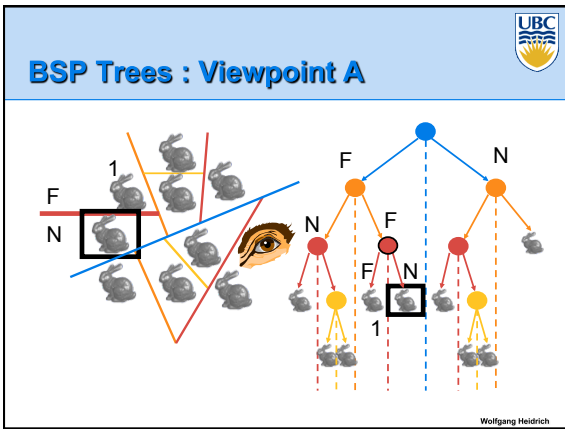 UBC
BSP Trees : Viewpoint A
1
F
N
F
N
N
F
F
N
1
Wolfgang Heidrich